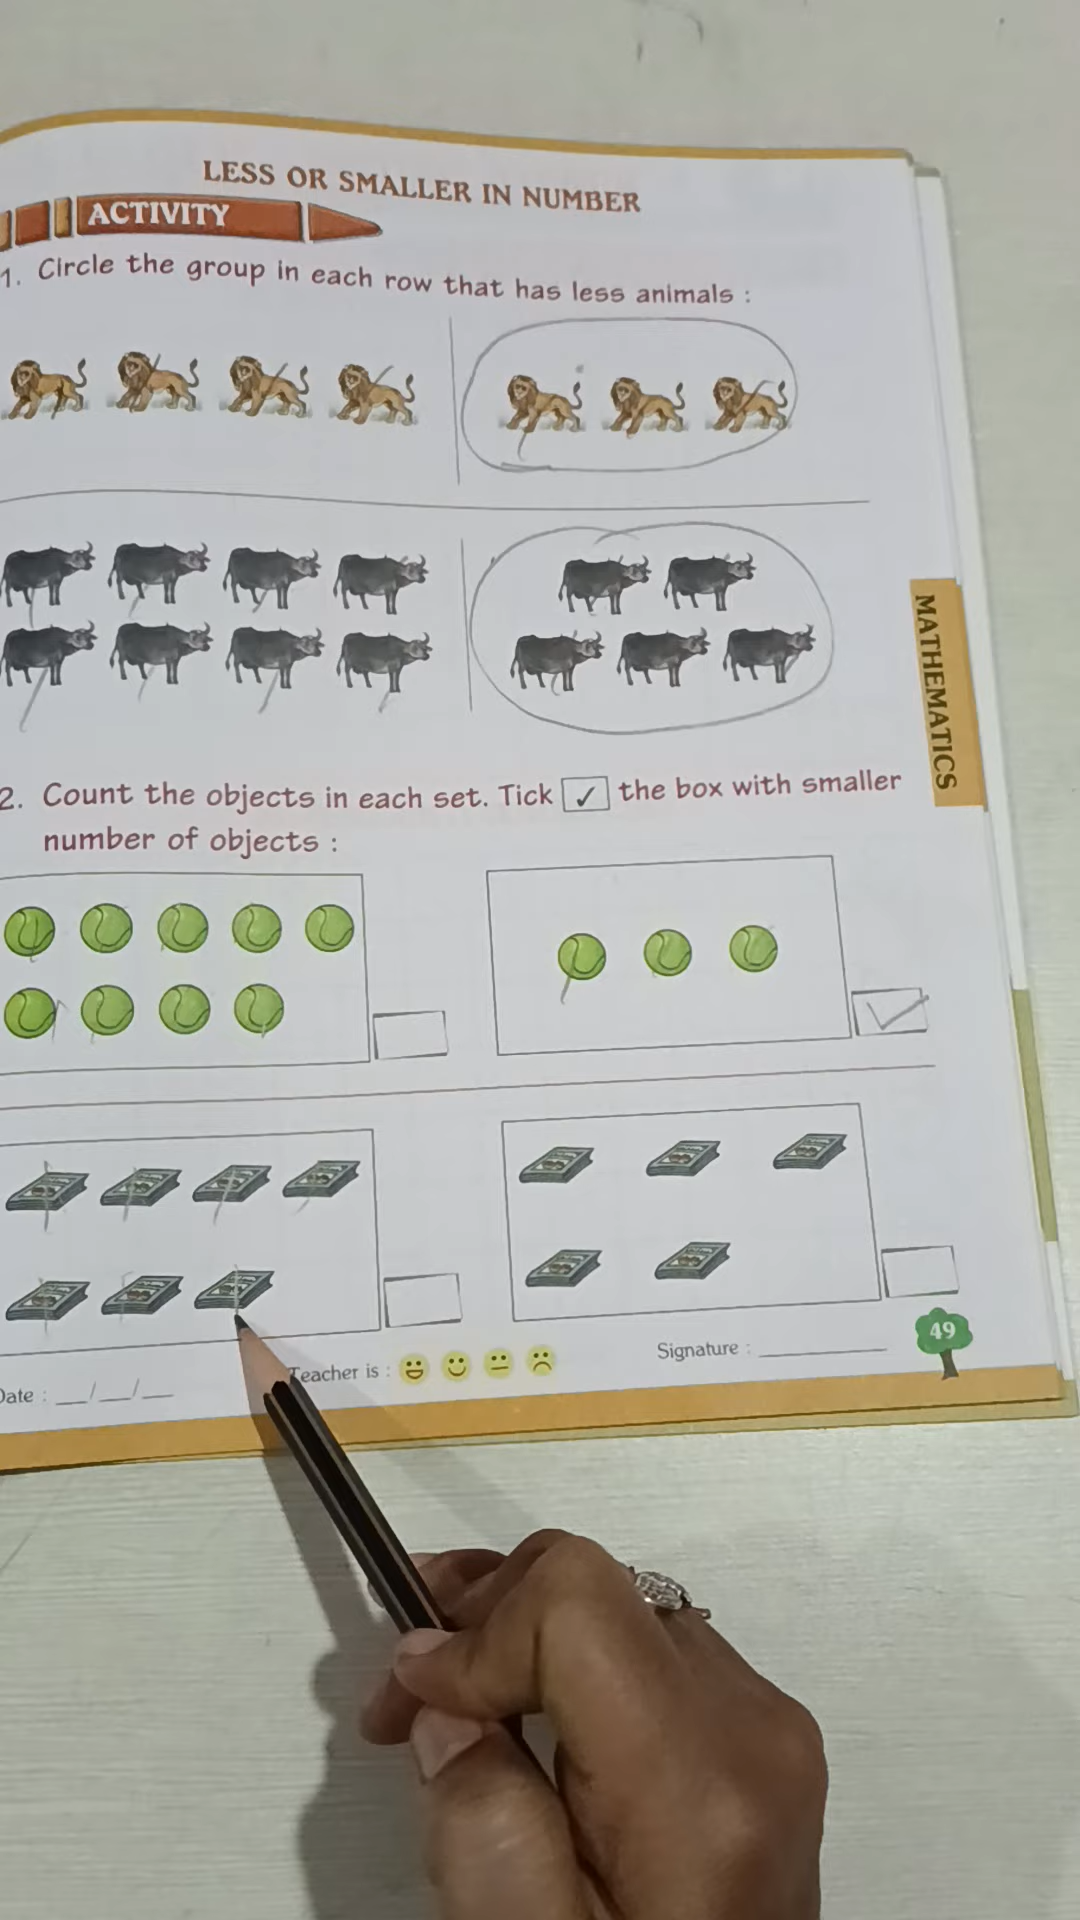 LESS OR SMALLER IN NUMBER
ACTIVITY
1. Circle the group in each row that has less animals :
MATHEMATICS
2. Count the objects in each set. Tick ✓ the box with smaller
number of objects :
Date : __/__/__ Teacher is : Signature : ________
49